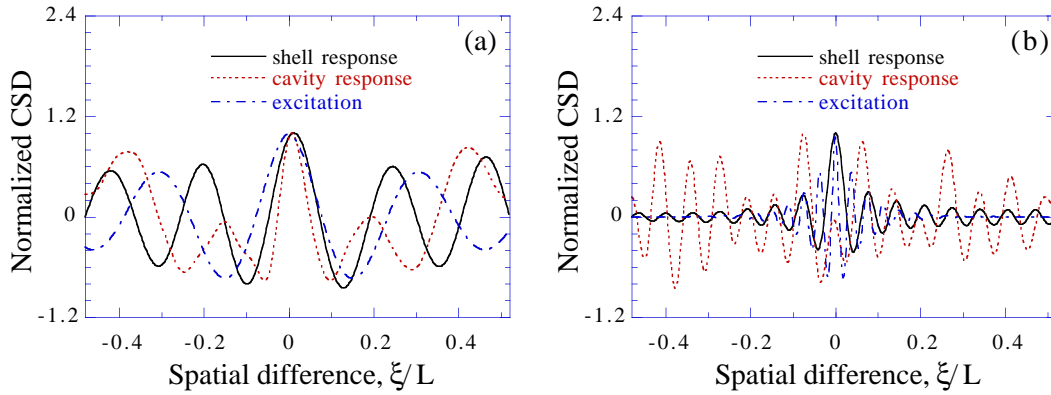 2.4
(a)
shell response
cavity response
excitation
1.2
0
-1.2
Normalized CSD
-0.4
-0.2
0
0.2
0.4
Spatial difference, ξ/ L
2.4
(b)
shell response
cavity response
excitation
1.2
0
-1.2
Normalized CSD
-0.4
-0.2
0
0.2
0.4
Spatial difference, ξ/ L